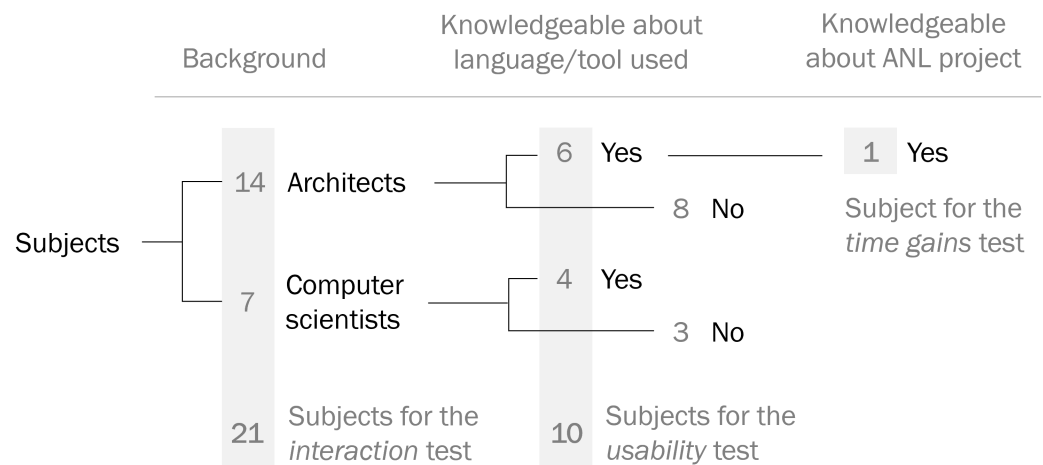 Background
Knowledgeable about
language/tool used
Knowledgeable
about ANL project
Subjects
14 Architects
6 Yes
8 No
1 Yes
Subject for the
time gains test
7 Computer
scientists
4 Yes
3 No
21 Subjects for the
interaction test
10 Subjects for the
usability test